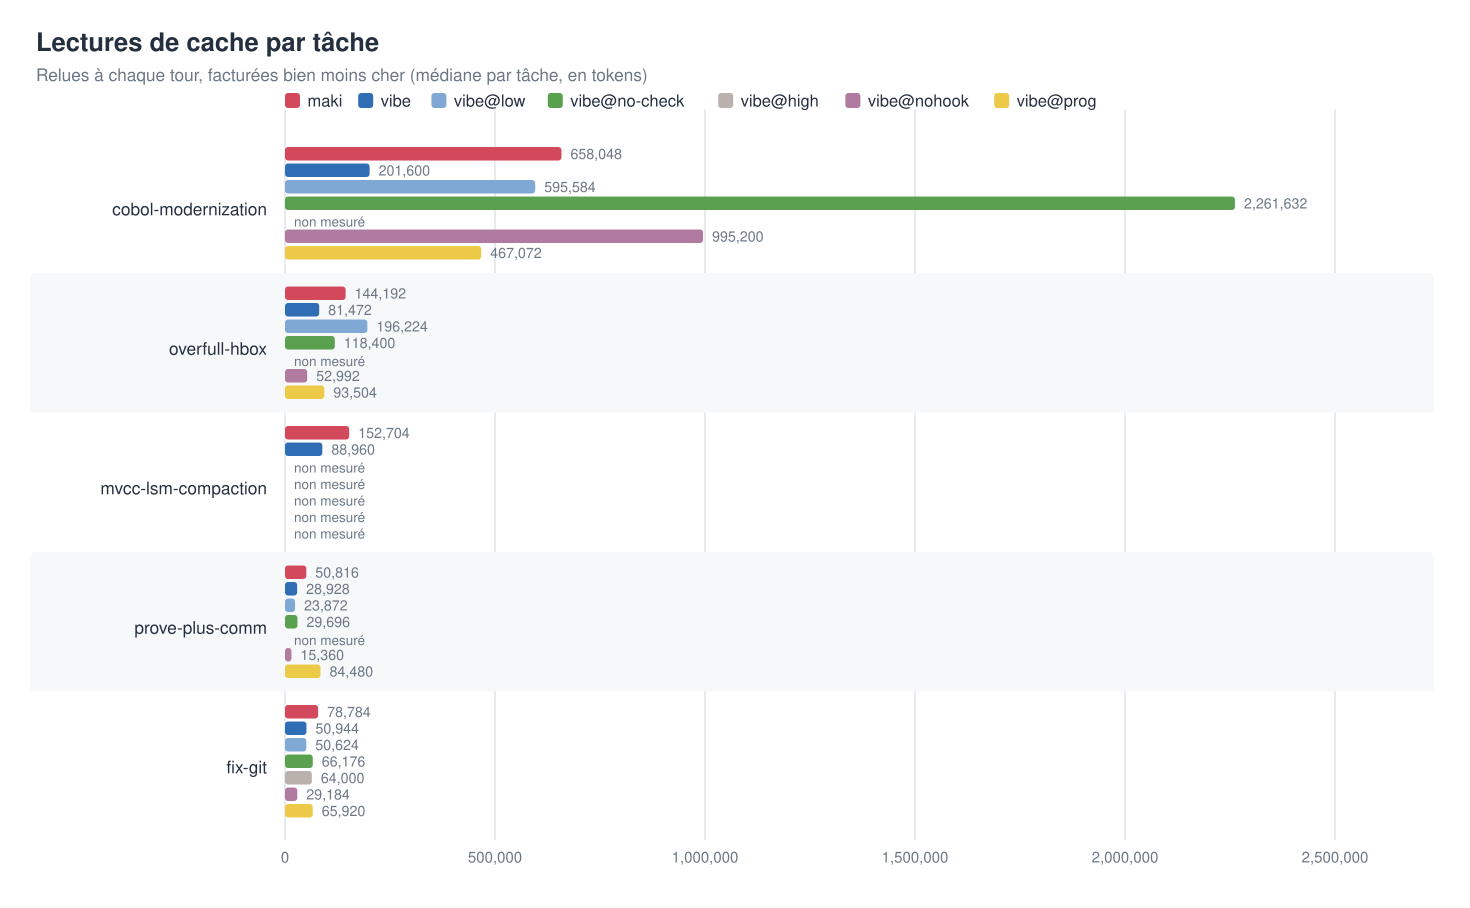 Lectures de cache par tâche
Relues à chaque tour, facturées bien moins cher (médiane par tâche, en tokens)
maki vibe vibe@low vibe@no-check vibe@high vibe@nohook vibe@prog
cobol-modernization
658,048
201,600
595,584
2,261,632
non mesuré
995,200
467,072
overfull-hbox
144,192
81,472
196,224
118,400
non mesuré
52,992
93,504
mvcc-lsm-compaction
152,704
88,960
non mesuré
non mesuré
non mesuré
non mesuré
non mesuré
prove-plus-comm
50,816
28,928
23,872
29,696
non mesuré
15,360
84,480
fix-git
78,784
50,944
50,624
66,176
64,000
29,184
65,920
0 500,000 1,000,000 1,500,000 2,000,000 2,500,000